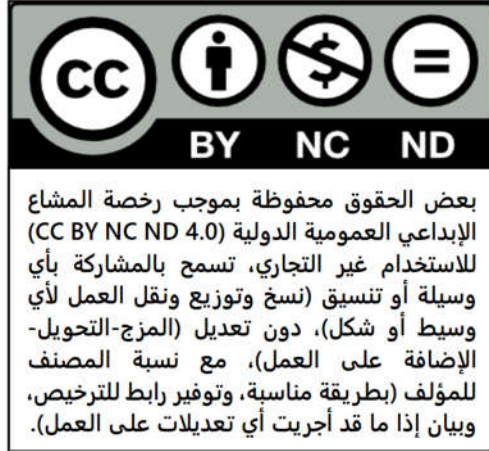 cc
BY NC ND
بعض الحقوق محفوظة بموجب رخصة المشاع
الإبداعي العمومية الدولية (CC BY NC ND 4.0)
للاستخدام غير التجاري، تسمح بالمشاركة بأي
وسيلة أو تنسيق (نسخ وتوزيع ونقل العمل لأي
وسيط أو شكل)، دون تعديل (المزج-التحويل-
الإضافة على العمل)، مع نسبة المصنف
للمؤلف (بطريقة مناسبة، وتوفير رابط للترخيص،
وبيان إذا ما قد أجريت أي تعديلات على العمل).